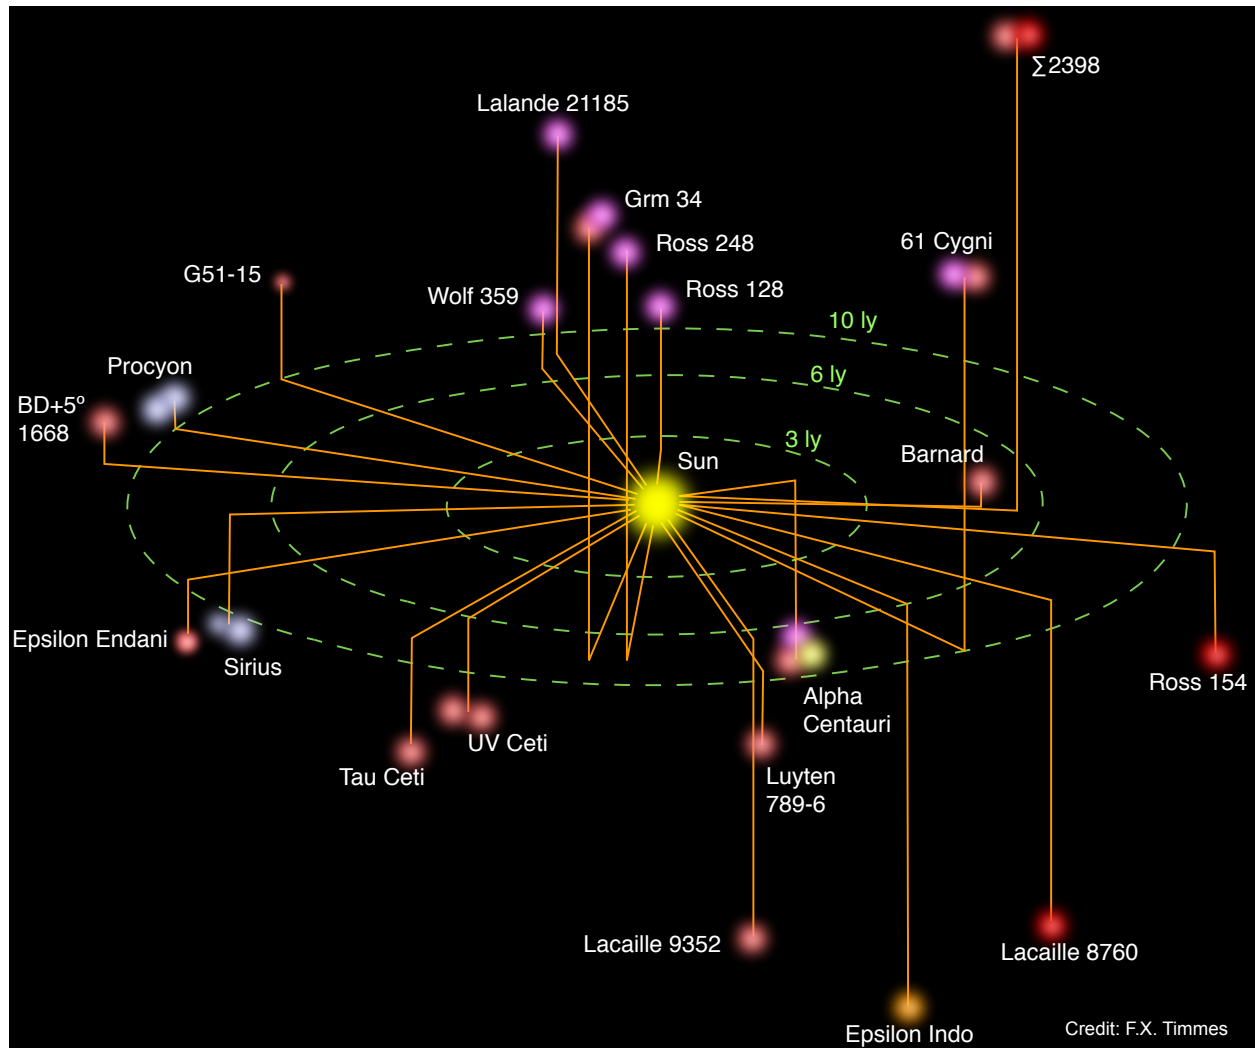 ∑2398
Lalande 21185
Grm 34
Ross 248
61 Cygni
G51-15
Wolf 359
Ross 128
10 ly
Procyon
6 ly
BD+5º
1668
3 ly
Sun
Barnard
Epsilon Endani
Sirius
Ross 154
Alpha
Centauri
UV Ceti
Tau Ceti
Luyten
789-6
Lacaille 9352
Lacaille 8760
Epsilon Indo
Credit: F.X. Timmes